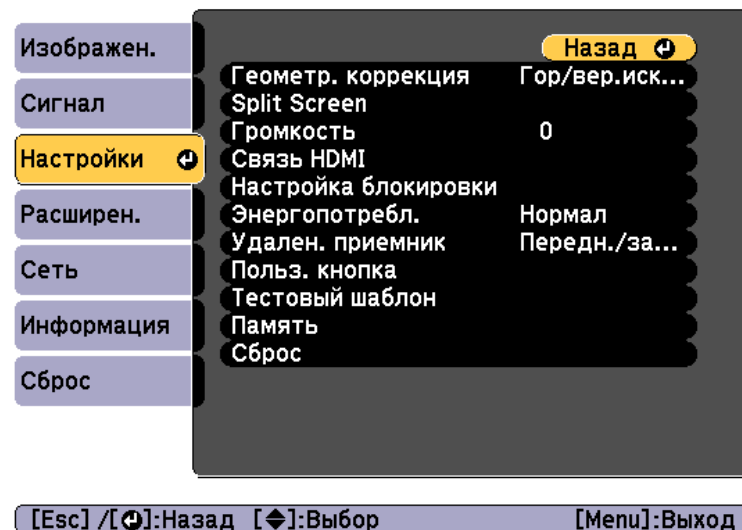 Изображен.
Сигнал
Настройки
Расширен.
Сеть
Информация
Сброс
Назад
Геометр. коррекция Гор/вер.иск...
Split Screen
Громкость 0
Связь HDMI
Настройка блокировки
Энергопотребл. Нормал
Удален. приемник Передн./за...
Польз. кнопка
Тестовый шаблон
Память
Сброс
[Esc] /[⏎]:Назад [◆]:Выбор [Menu]:Выход